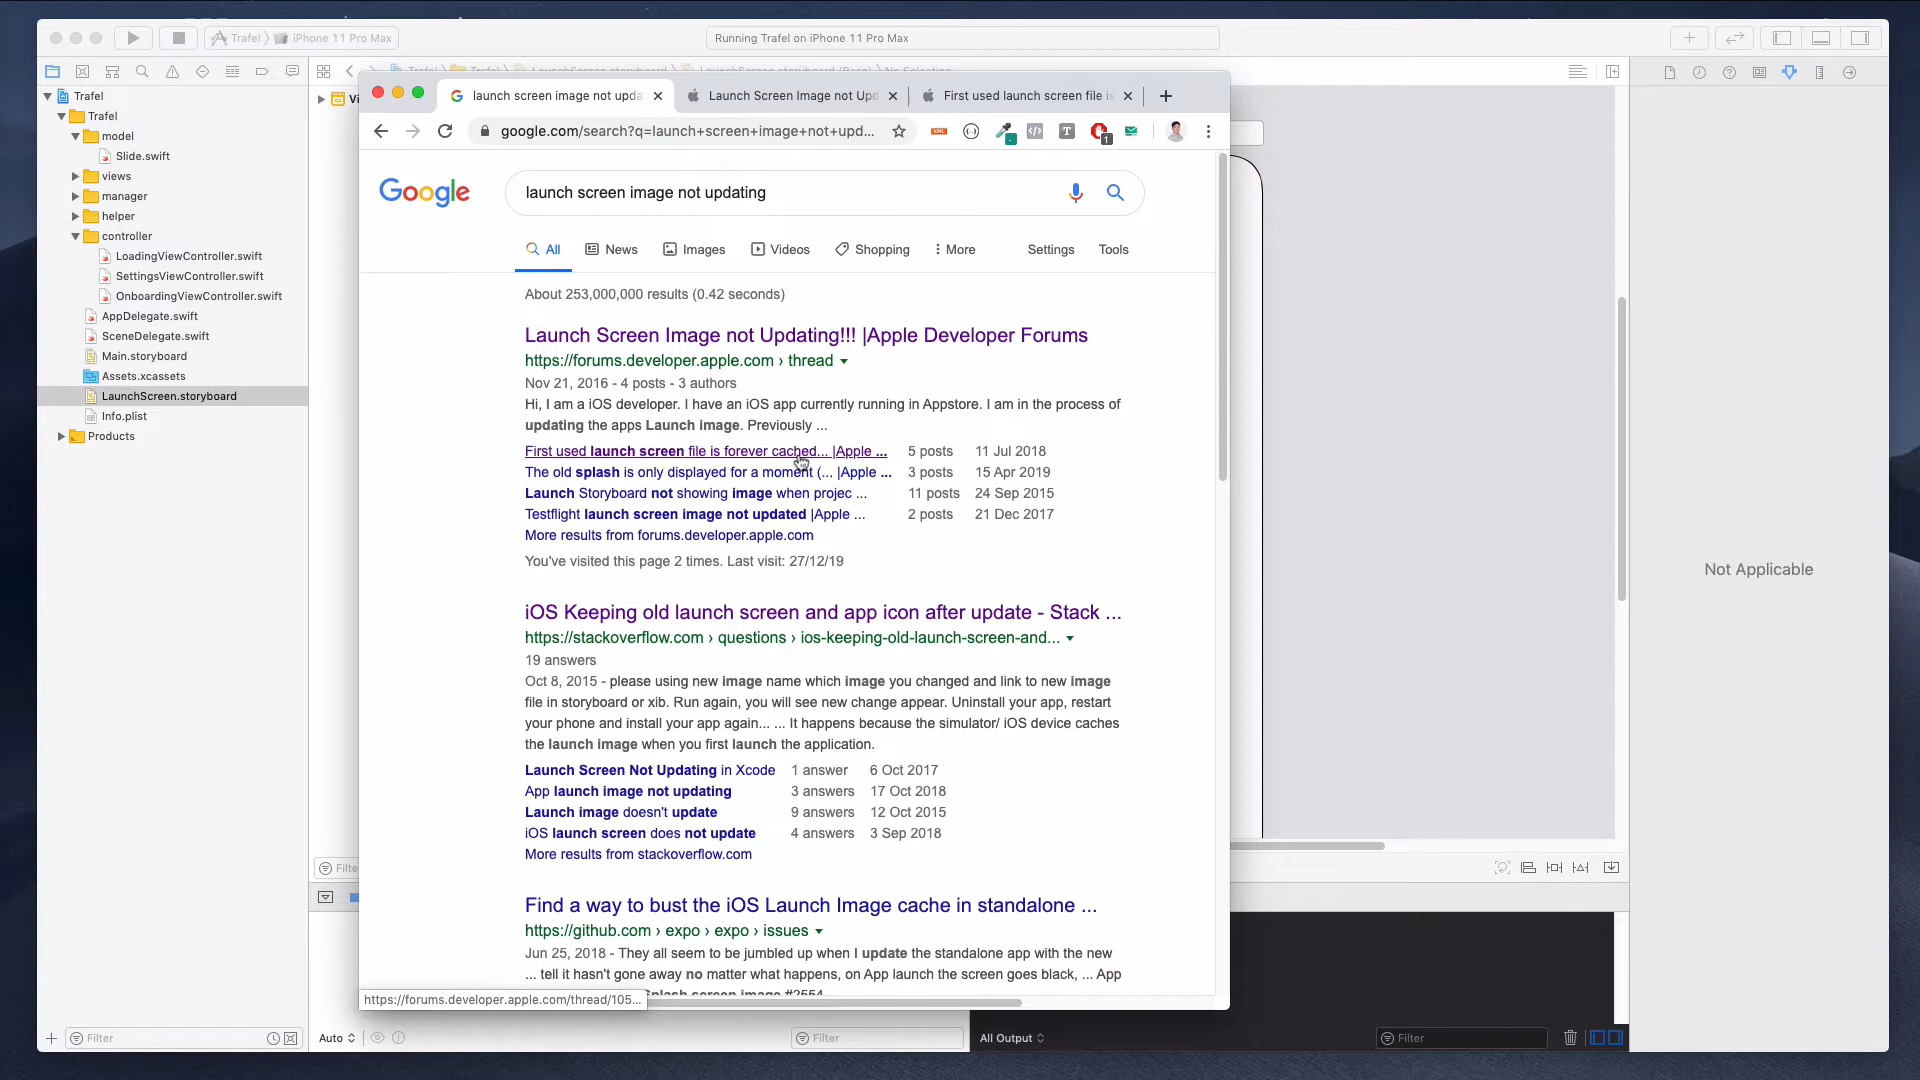 Trafel
iPhone 11 Pro Max
Running Trafel on iPhone 11 Pro Max
Trafel
Trafel
model
Slide.swift
views
manager
helper
controller
LoadingViewController.swift
SettingsViewController.swift
OnboardingViewController.swift
AppDelegate.swift
SceneDelegate.swift
Main.storyboard
Assets.xcassets
LaunchScreen.storyboard
Info.plist
Products
Filter
launch screen image not upda
Launch Screen Image not Upd
First used launch screen file is
google.com/search?q=launch+screen+image+not+upd...
Google
launch screen image not updating
All
News
Images
Videos
Shopping
More
Settings
Tools
About 253,000,000 results (0.42 seconds)
Launch Screen Image not Updating!!! |Apple Developer Forums
https://forums.developer.apple.com › thread
Nov 21, 2016 - 4 posts - 3 authors
Hi, I am a iOS developer. I have an iOS app currently running in Appstore. I am in the process of
updating the apps Launch image. Previously ...
First used launch screen file is forever cached... |Apple ... 5 posts 11 Jul 2018
The old splash is only displayed for a moment (... |Apple ... 3 posts 15 Apr 2019
Launch Storyboard not showing image when projec ... 11 posts 24 Sep 2015
Testflight launch screen image not updated |Apple ... 2 posts 21 Dec 2017
More results from forums.developer.apple.com
You've visited this page 2 times. Last visit: 27/12/19
iOS Keeping old launch screen and app icon after update - Stack ...
https://stackoverflow.com › questions › ios-keeping-old-launch-screen-and...
19 answers
Oct 8, 2015 - please using new image name which image you changed and link to new image
file in storyboard or xib. Run again, you will see new change appear. Uninstall your app, restart
your phone and install your app again... ... It happens because the simulator/ iOS device caches
the launch image when you first launch the application.
Launch Screen Not Updating in Xcode 1 answer 6 Oct 2017
App launch image not updating 3 answers 17 Oct 2018
Launch image doesn't update 9 answers 12 Oct 2015
iOS launch screen does not update 4 answers 3 Sep 2018
More results from stackoverflow.com
Find a way to bust the iOS Launch Image cache in standalone ...
https://github.com › expo › expo › issues
Jun 25, 2018 - They all seem to be jumbled up when I update the standalone app with the new
... tell it hasn't gone away no matter what happens, on App launch the screen goes black, ... App
Splash screen image #2554
https://forums.developer.apple.com/thread/105...
Not Applicable
Auto
Filter
All Output
Filter